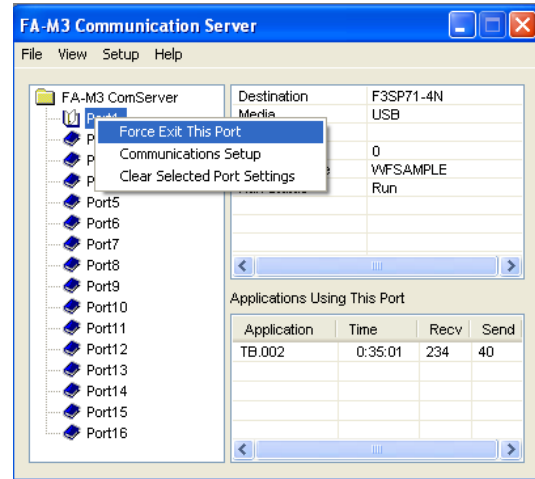 FA-M3 Communication Server
File View Setup Help
FA-M3 ComServer
Force Exit This Port
Communications Setup
Clear Selected Port Settings
Port5
Port6
Port7
Port8
Port9
Port10
Port11
Port12
Port13
Port14
Port15
Port16
Destination F3SP71-4N
Media USB
0
WFSAMPLE
Run
Applications Using This Port
Application Time Recv Send
TB.002 0:35:01 234 40